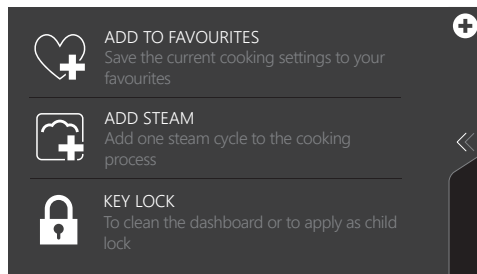 ADD TO FAVOURITES
Save the current cooking settings to your
favourites
ADD STEAM
Add one steam cycle to the cooking
process
KEY LOCK
To clean the dashboard or to apply as child
lock